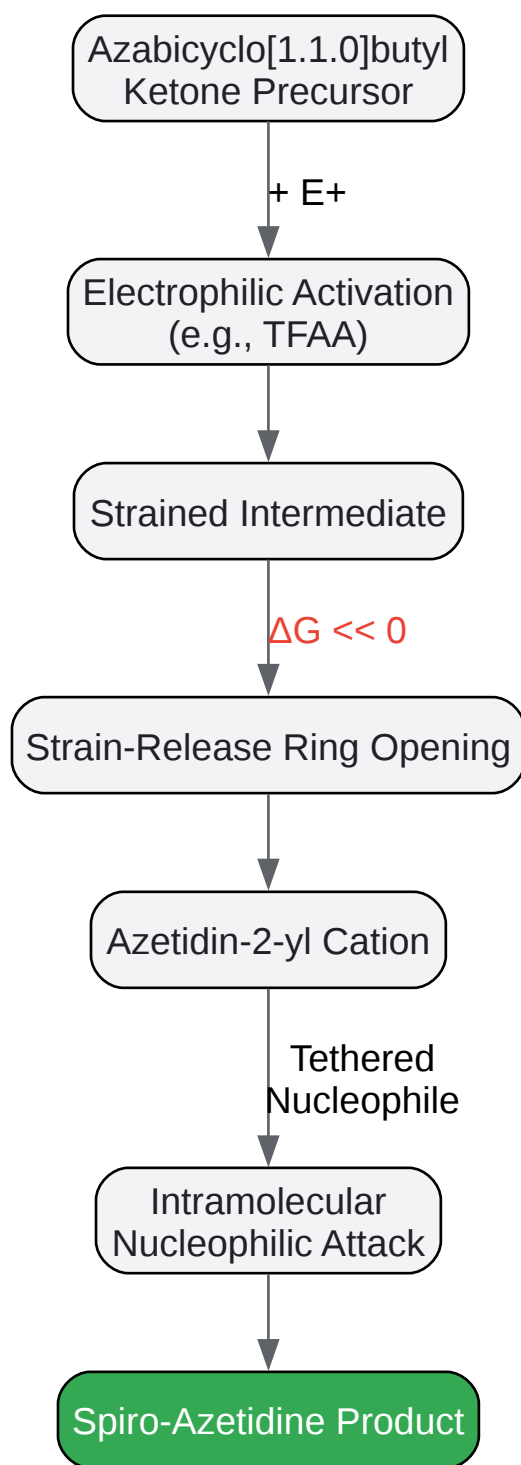 Azabicyclo[1.1.0]butyl
Ketone Precursor
+ E+
Electrophilic Activation
(e.g., TFAA)
Strained Intermediate
ΔG << 0
Strain-Release Ring Opening
Azetidin-2-yl Cation
Tethered
Nucleophile
Intramolecular
Nucleophilic Attack
Spiro-Azetidine Product